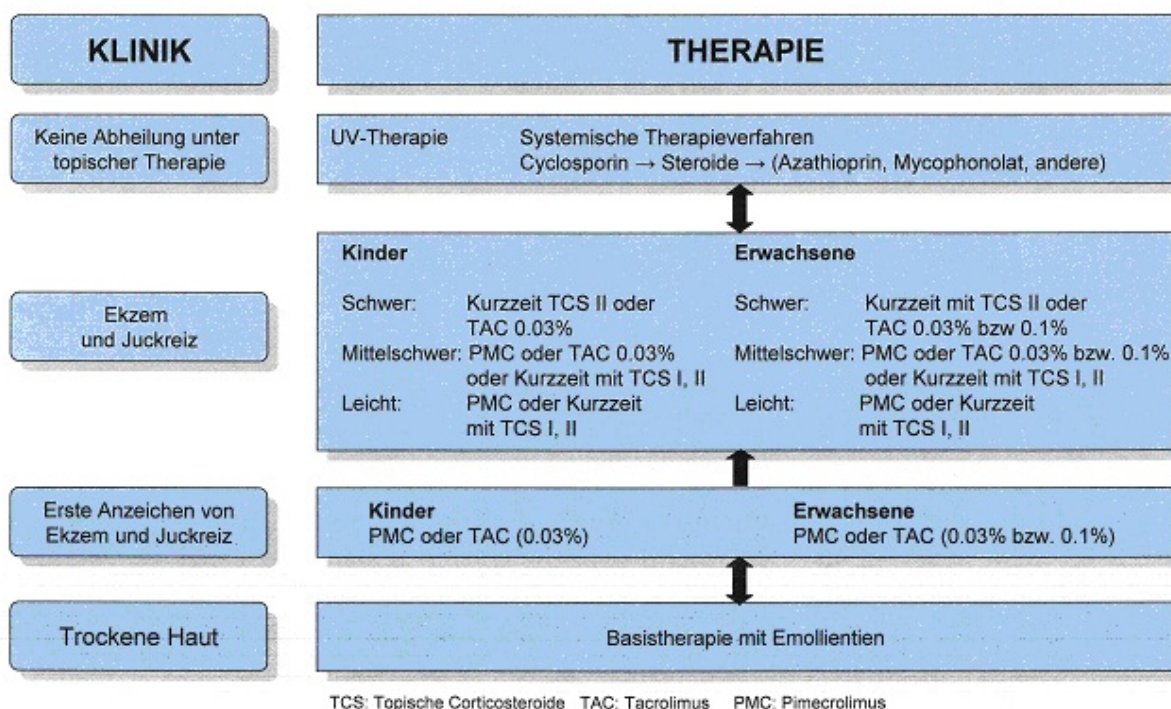 KLINIK
THERAPIE
Keine Abheilung unter
topischer Therapie
UV-Therapie Systemische Therapieverfahren
Cyclosporin → Steroide → (Azathioprin, Mycophonolat, andere)
Ekzem
und Juckreiz
Kinder
Schwer: Kurzzeit TCS II oder
TAC 0.03%
Mittelschwer: PMC oder TAC 0.03%
oder Kurzzeit mit TCS I, II
Leicht: PMC oder Kurzzeit
mit TCS I, II
Erwachsene
Schwer: Kurzzeit mit TCS II oder
TAC 0.03% bzw 0.1%
Mittelschwer: PMC oder TAC 0.03% bzw. 0.1%
oder Kurzzeit mit TCS I, II
Leicht: PMC oder Kurzzeit
mit TCS I, II
Erste Anzeichen von
Ekzem und Juckreiz
Kinder
PMC oder TAC (0.03%)
Erwachsene
PMC oder TAC (0.03% bzw. 0.1%)
Trockene Haut
Basistherapie mit Emollientien
TCS: Topische Corticosteroide TAC: Tacrolimus PMC: Pimecrolimus